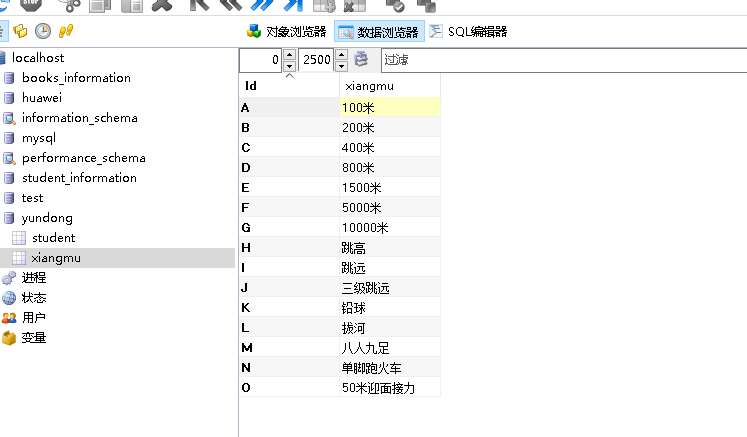 STOP
对象浏览器 数据浏览器 SQL编辑器
localhost
books_information
huawei
information_schema
mysql
performance_schema
student_information
test
yundong
student
xiangmu
进程
状态
用户
变量
0 2500 过滤
Id xiangmu
A 100米
B 200米
C 400米
D 800米
E 1500米
F 5000米
G 10000米
H 跳高
I 跳远
J 三级跳远
K 铅球
L 拔河
M 八人九足
N 单脚跑火车
O 50米迎面接力